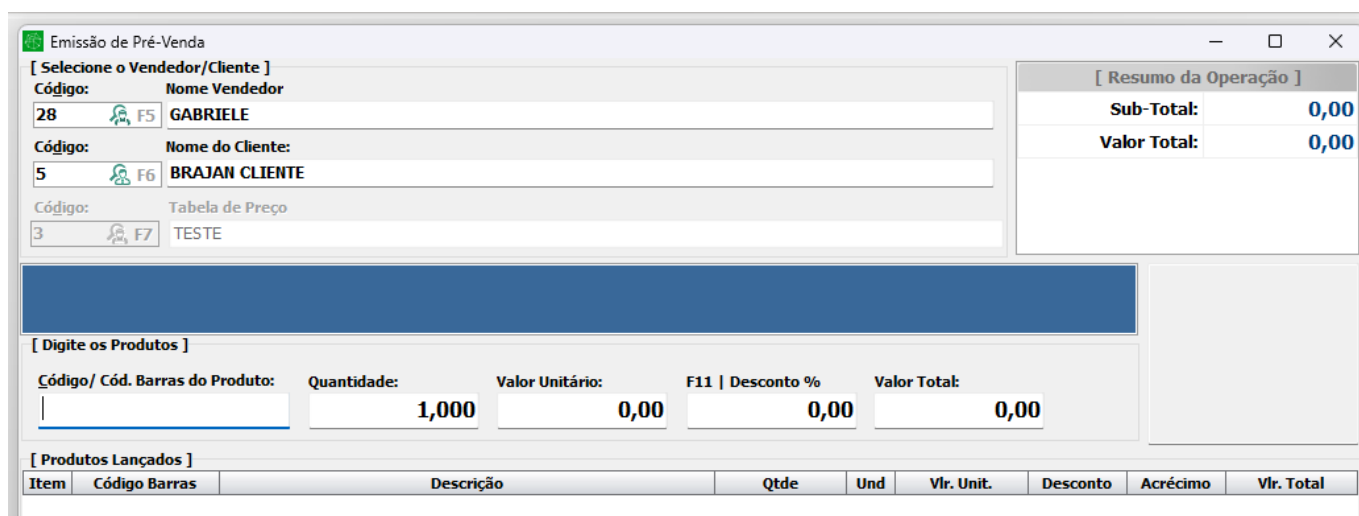 Emissão de Pré-Venda
[ Selecione o Vendedor/Cliente ]
Código: Nome Vendedor
28 F5 GABRIELE
Código: Nome do Cliente:
5 F6 BRAJAN CLIENTE
Código: Tabela de Preço
3 F7 TESTE
[ Resumo da Operação ]
Sub-Total: 0,00
Valor Total: 0,00
[ Digite os Produtos ]
Código/ Cód. Barras do Produto: Quantidade: Valor Unitário: F11 | Desconto % Valor Total:
1,000 0,00 0,00 0,00
[ Produtos Lançados ]
Item Código Barras Descrição Qtde Und Vlr. Unit. Desconto Acrécimo Vlr. Total